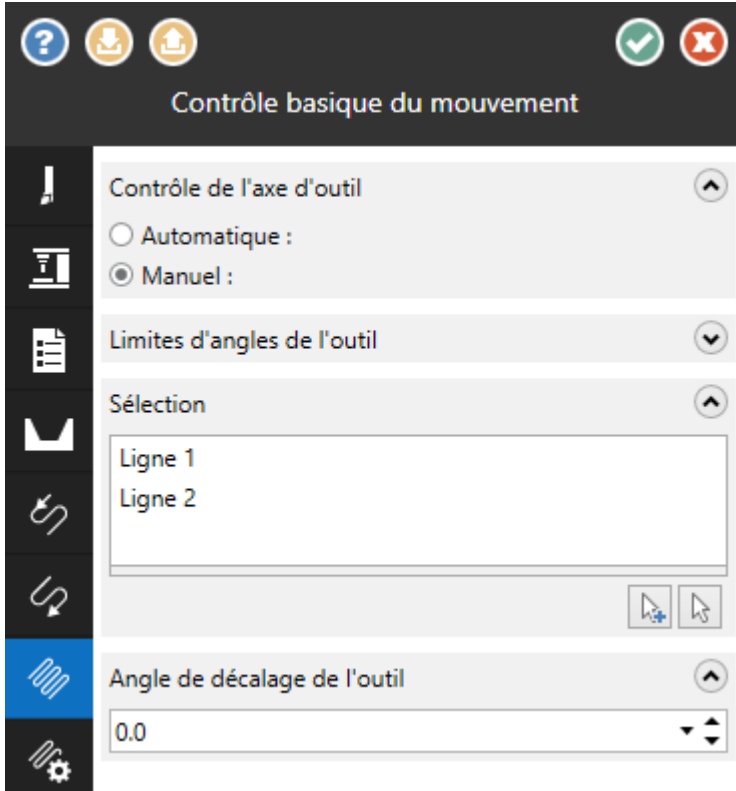 Contrôle basique du mouvement
Contrôle de l'axe d'outil
Automatique :
Manuel :
Limites d'angles de l'outil
Sélection
Ligne 1
Ligne 2
Angle de décalage de l'outil
0.0